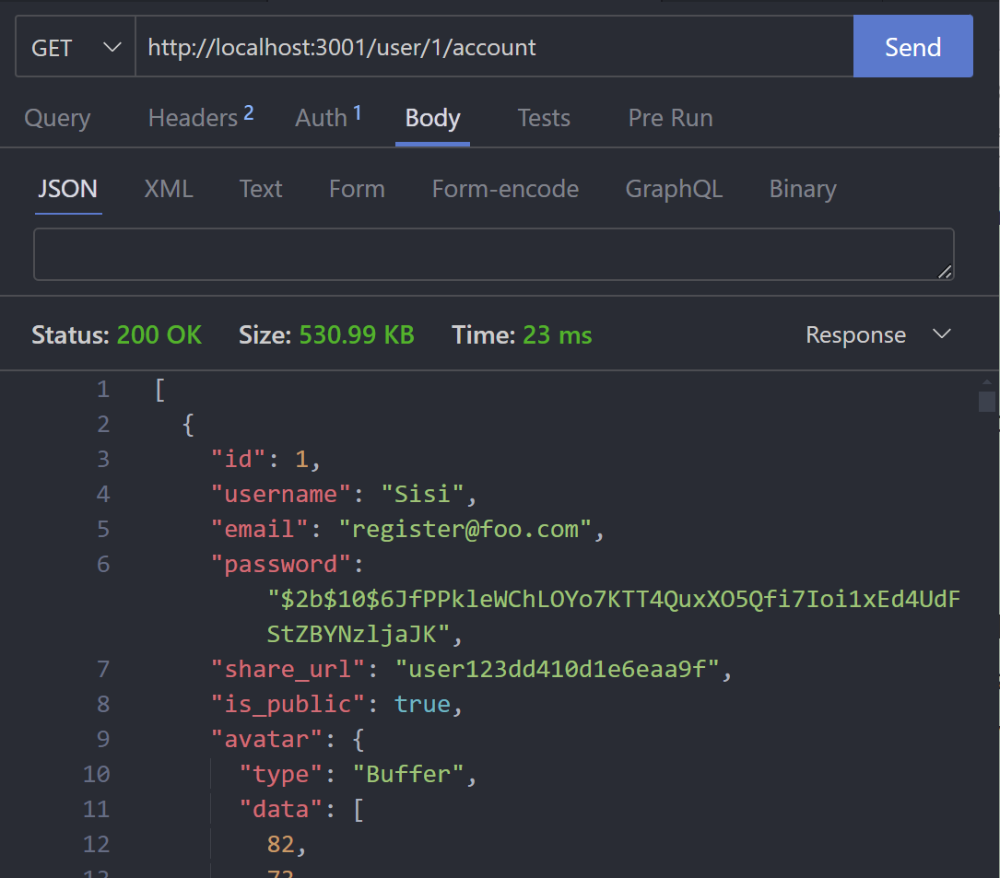 GET http://localhost:3001/user/1/account Send
Query Headers 2 Auth 1 Body Tests Pre Run
JSON XML Text Form Form-encode GraphQL Binary
Status: 200 OK Size: 530.99 KB Time: 23 ms Response
1 [
2 {
3 "id": 1,
4 "username": "Sisi",
5 "email": "register@foo.com",
6 "password":
"$2b$10$6JfPPkleWChLOYo7KTT4QuxXO5Qfi7Ioi1xEd4UdF
StZBYNzljaJK",
7 "share_url": "user123dd410d1e6eaa9f",
8 "is_public": true,
9 "avatar": {
10 "type": "Buffer",
11 "data": [
12 82,
13 73